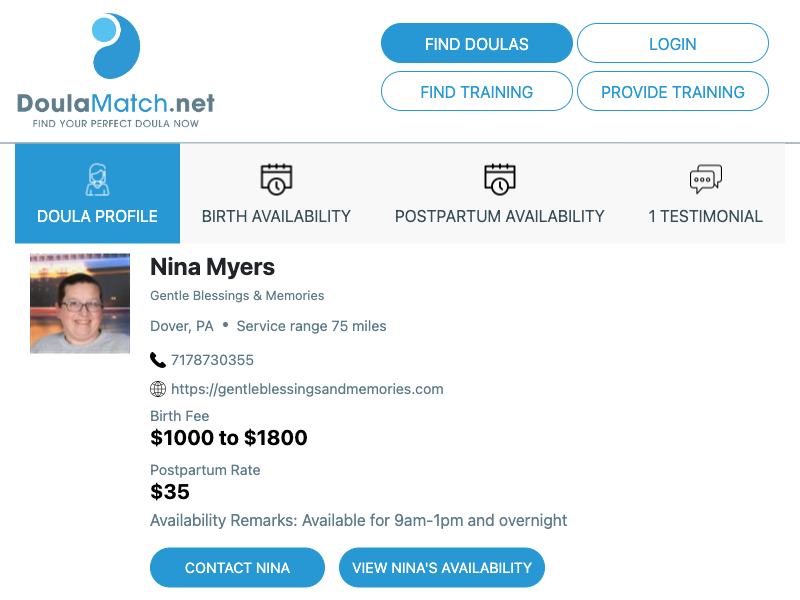 DoulaMatch.net
FIND YOUR PERFECT DOULA NOW
FIND DOULAS
LOGIN
FIND TRAINING
PROVIDE TRAINING
DOULA PROFILE
BIRTH AVAILABILITY
POSTPARTUM AVAILABILITY
1 TESTIMONIAL
Nina Myers
Gentle Blessings & Memories
Dover, PA • Service range 75 miles
7178730355
https://gentleblessingsandmemories.com
Birth Fee
$1000 to $1800
Postpartum Rate
$35
Availability Remarks: Available for 9am-1pm and overnight
CONTACT NINA
VIEW NINA'S AVAILABILITY